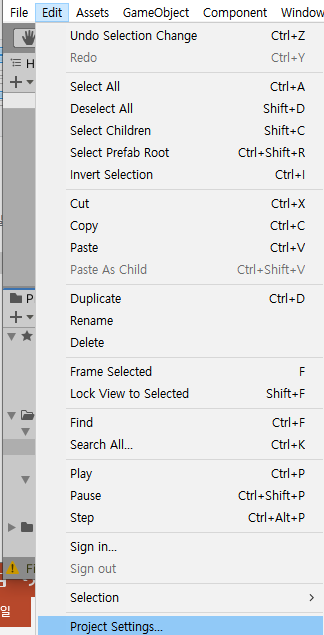 File Edit Assets GameObject Component Window
Undo Selection Change Ctrl+Z
Redo Ctrl+Y
H
Select All Ctrl+A
Deselect All Shift+D
Select Children Shift+C
Select Prefab Root Ctrl+Shift+R
Invert Selection Ctrl+I
Cut Ctrl+X
Copy Ctrl+C
Paste Ctrl+V
Paste As Child Ctrl+Shift+V
P
Duplicate Ctrl+D
Rename
Delete
Frame Selected F
Lock View to Selected Shift+F
Find Ctrl+F
Search All... Ctrl+K
Play Ctrl+P
Pause Ctrl+Shift+P
Step Ctrl+Alt+P
Sign in...
Fi
Sign out
Selection
일
Project Settings...